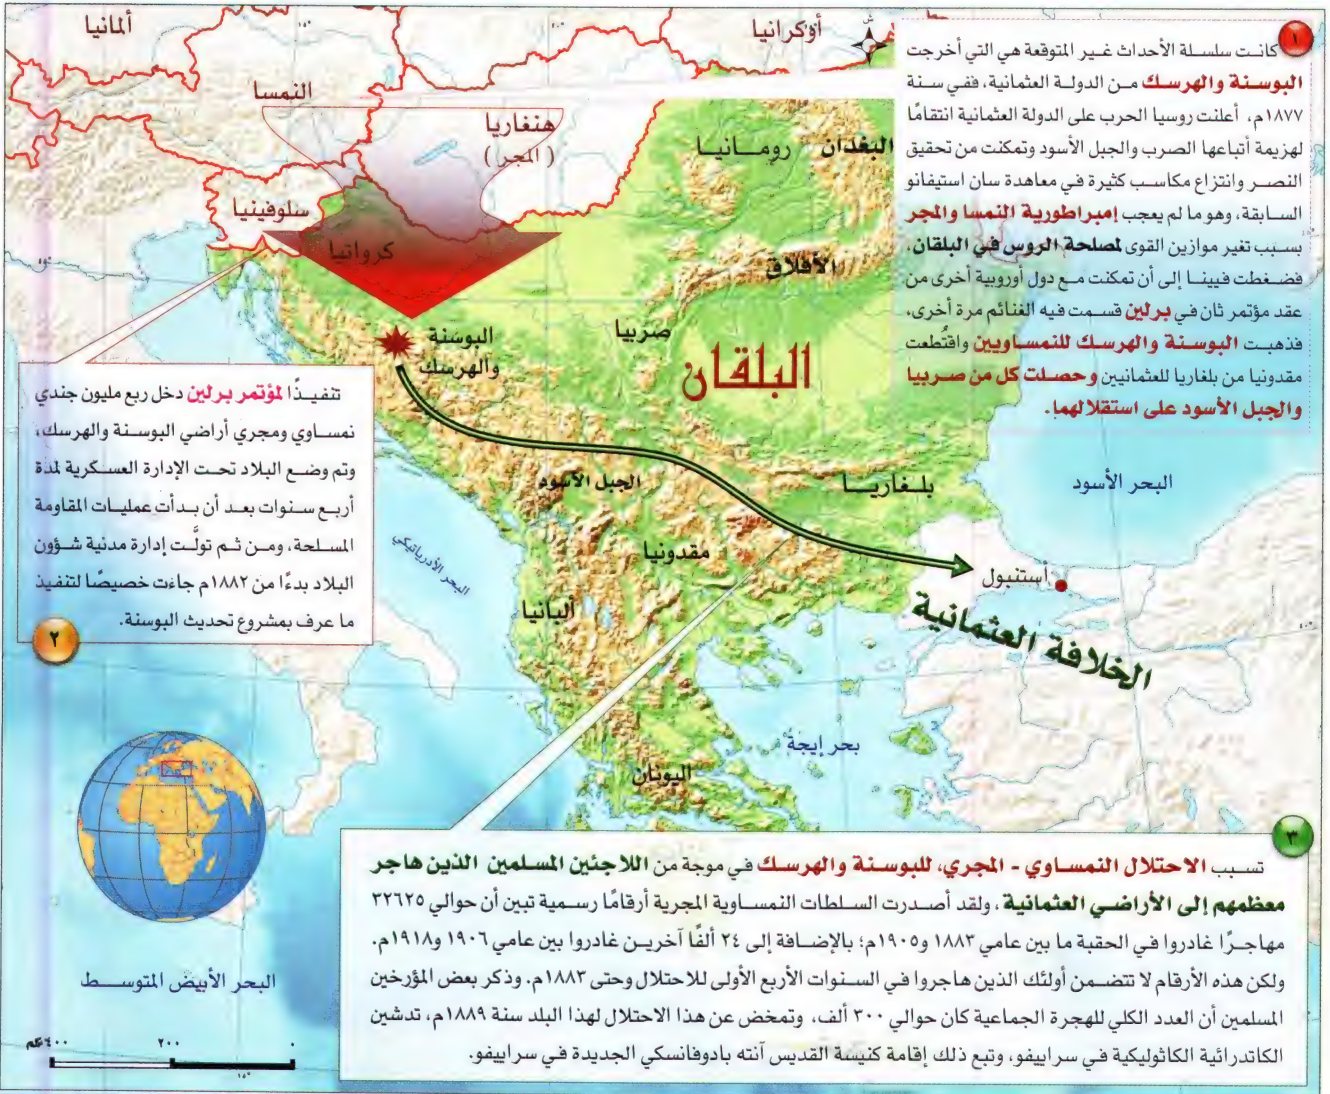 ألمانيا
أوكرانيا
ش
النمسا
هنغاريا
( المجر )
سلوفينيا
كرواتيا
رومانيا
البغدان
الأفلاق
صربيا
البوسنة
والهرسك
البلقان
الجبل الأسود
بلغاريا
البحر الأسود
مقدونيا
ألبانيا
البحر الأدرياتيكي
أستنبول
الخلافة العثمانية
بحر إيجة
اليونان
البحر الأبيض المتوسط
٤٠٠كم
٢٠٠
٠
١
كانت سلسلة الأحداث غير المتوقعة هي التي أخرجت
البوسنة والهرسك من الدولة العثمانية، ففي سنة
١٨٧٧م، أعلنت روسيا الحرب على الدولة العثمانية انتقامًا
لهزيمة أتباعها الصرب والجبل الأسود وتمكنت من تحقيق
النصر وانتزاع مكاسب كثيرة في معاهدة سان استيفانو
السابقة، وهو ما لم يعجب إمبراطورية النمسا والمجر
بسبب تغير موازين القوى لمصلحة الروس في البلقان،
فضغطت فيينا إلى أن تمكنت مع دول أوروبية أخرى من
عقد مؤتمر ثان في برلين قسمت فيه الغنائم مرة أخرى،
فذهبت البوسنة والهرسك للنمساويين واقتُطعت
مقدونيا من بلغاريا للعثمانيين وحصلت كل من صربيا
والجبل الأسود على استقلالهما.
تنفيذًا لمؤتمر برلين دخل ربع مليون جندي
نمساوي ومجري أراضي البوسنة والهرسك،
وتم وضع البلاد تحت الإدارة العسكرية لمدة
أربع سنوات بعد أن بدأت عمليات المقاومة
المسلحة، ومن ثم تولَّت إدارة مدنية شؤون
البلاد بدءًا من ١٨٨٢م جاءت خصيصًا لتنفيذ
ما عرف بمشروع تحديث البوسنة.
٢
٣
تسبب الاحتلال النمساوي - المجري، للبوسنة والهرسك في موجة من اللاجئين المسلمين الذين هاجر
معظمهم إلى الأراضي العثمانية، ولقد أصدرت السلطات النمساوية المجرية أرقامًا رسمية تبين أن حوالي ٣٢٦٢٥
مهاجرًا غادروا في الحقبة ما بين عامي ١٨٨٣ و١٩٠٥م؛ بالإضافة إلى ٢٤ ألفًا آخرين غادروا بين عامي ١٩٠٦ و١٩١٨م.
ولكن هذه الأرقام لا تتضمن أولئك الذين هاجروا في السنوات الأربع الأولى للاحتلال وحتى ١٨٨٣م. وذكر بعض المؤرخين
المسلمين أن العدد الكلي للهجرة الجماعية كان حوالي ٣٠٠ ألف، وتمخض عن هذا الاحتلال لهذا البلد سنة ١٨٨٩م، تدشين
الكاتدرائية الكاثوليكية في سراييفو، وتبع ذلك إقامة كنيسة القديس آنته بادوفانسكي الجديدة في سراييفو.